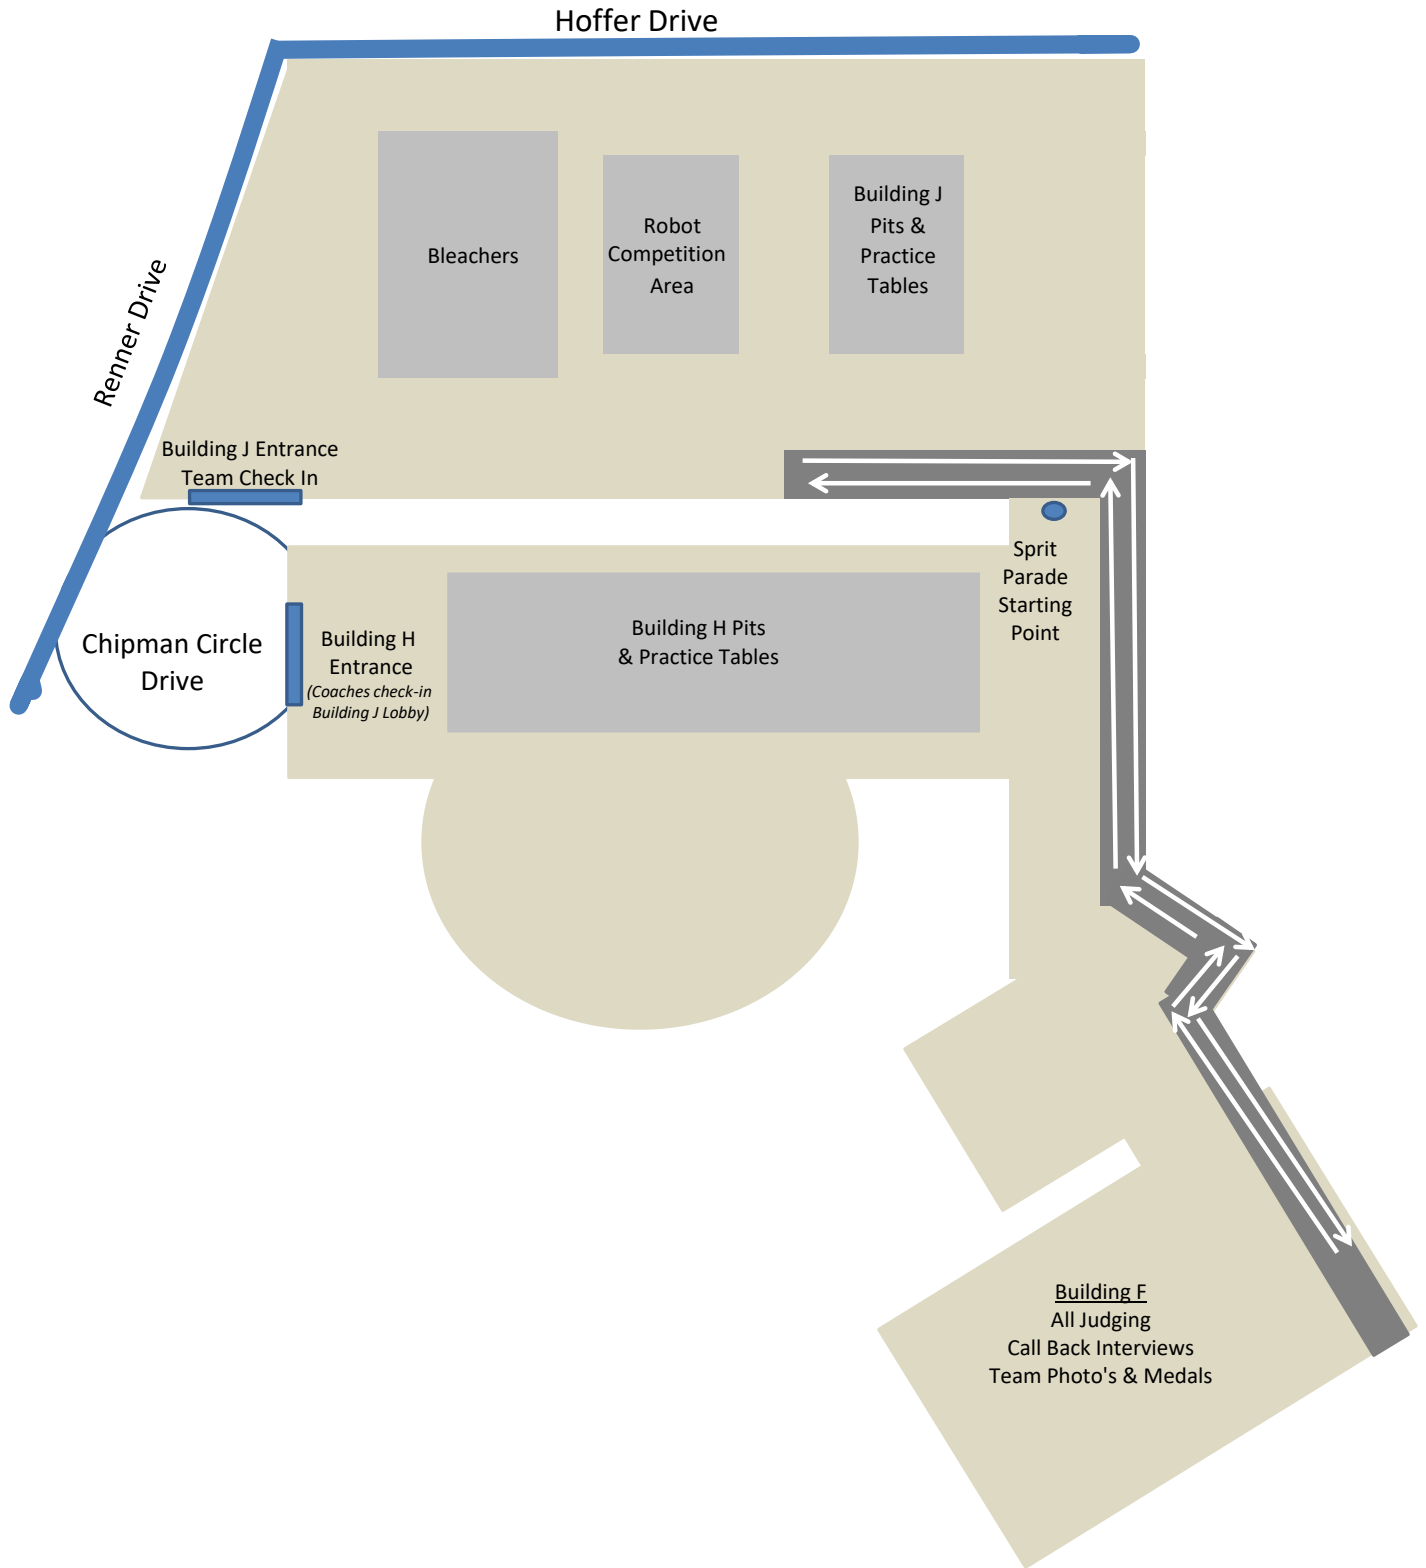 Hoffer Drive
Renner Drive
Bleachers
Robot
Competition
Area
Building J
Pits &
Practice
Tables
Building J Entrance
Team Check In
Sprit
Parade
Starting
Point
Chipman Circle
Drive
Building H
Entrance
(Coaches check-in
Building J Lobby)
Building H Pits
& Practice Tables
Building F
All Judging
Call Back Interviews
Team Photo's & Medals